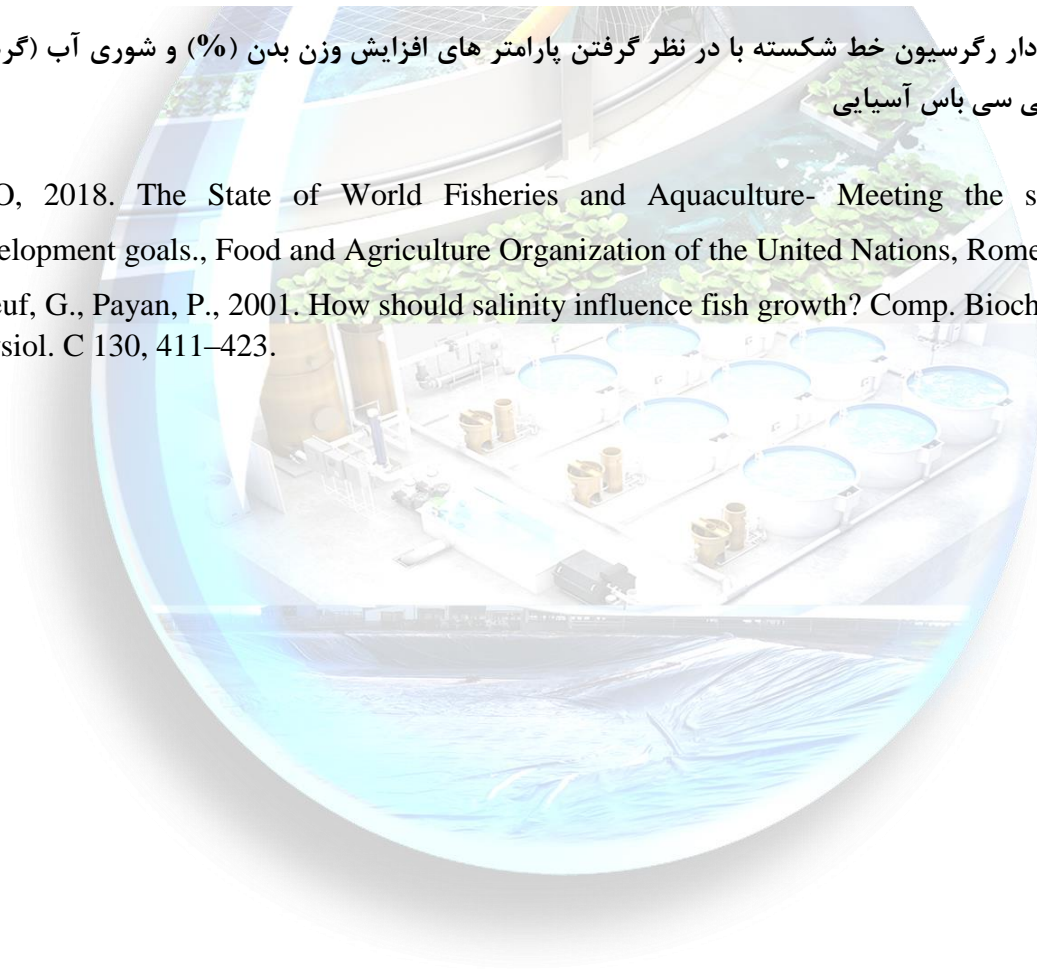 دار رگرسیون خط شکسته با در نظر گرفتن پارامتر های افزایش وزن بدن (%) و شوری آب (گر
ی سی باس آسیایی
O, 2018. The State of World Fisheries and Aquaculture- Meeting the s
elopment goals., Food and Agriculture Organization of the United Nations, Rome
euf, G., Payan, P., 2001. How should salinity influence fish growth? Comp. Bioch
siol. C 130, 411–423.